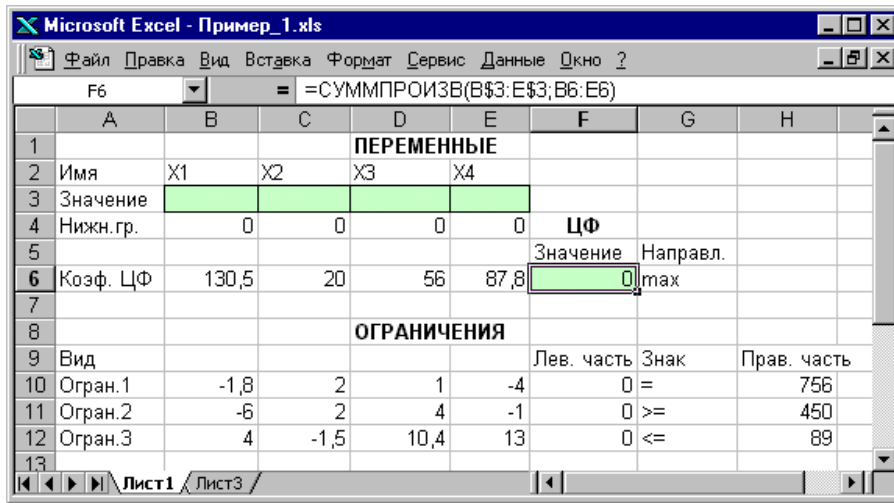 Microsoft Excel - Пример_1.xls
Файл Правка Вид Вставка Формат Сервис Данные Окно ?
F6 = =СУММПРОИЗВ(B$3:E$3;B6:E6)
A B C D E F G H
1 ПЕРЕМЕННЫЕ
2 Имя X1 X2 X3 X4
3 Значение
4 Нижн.гр. 0 0 0 0 ЦФ
5 Значение Направл.
6 Коэф. ЦФ 130,5 20 56 87,8 0 max
7
8 ОГРАНИЧЕНИЯ
9 Вид Лев. часть Знак Прав. часть
10 Огран.1 -1,8 2 1 -4 0 = 756
11 Огран.2 -6 2 4 -1 0 >= 450
12 Огран.3 4 -1,5 10,4 13 0 <= 89
13
Лист1 Лист3